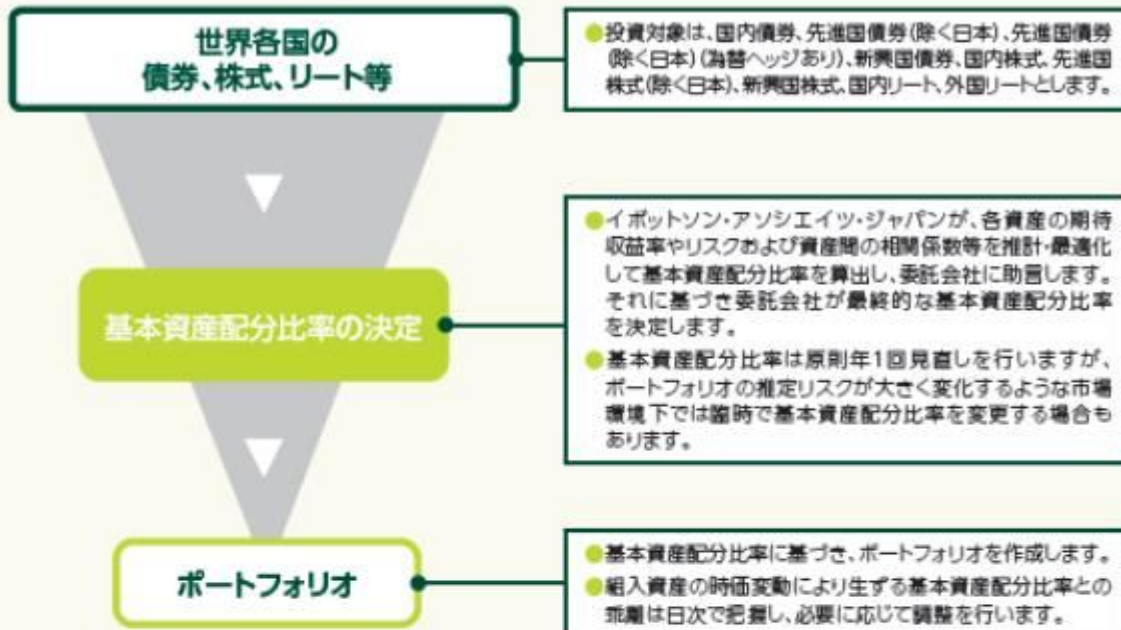 世界各国の
債券、株式、リート等
●投資対象は、国内債券、先進国債券(除く日本)、先進国債券
(除く日本)(為替ヘッジあり)、新興国債券、国内株式、先進国
株式(除く日本)、新興国株式、国内リート、外国リートとします。
基本資産配分比率の決定
●イボットソン・アソシエイツ・ジャパンが、各資産の期待
収益率やリスクおよび資産間の相関係数等を推計・最適化
して基本資産配分比率を算出し、委託会社に助言します。
それに基づき委託会社が最終的な基本資産配分比率
を決定します。
●基本資産配分比率は原則年1回見直しを行いますが、
ポートフォリオの推定リスクが大きく変化するような市場
環境下では臨時で基本資産配分比率を変更する場合も
あります。
ポートフォリオ
●基本資産配分比率に基づき、ポートフォリオを作成します。
●組入資産の時価変動により生ずる基本資産配分比率との
乖離は日次で把握し、必要に応じて調整を行います。